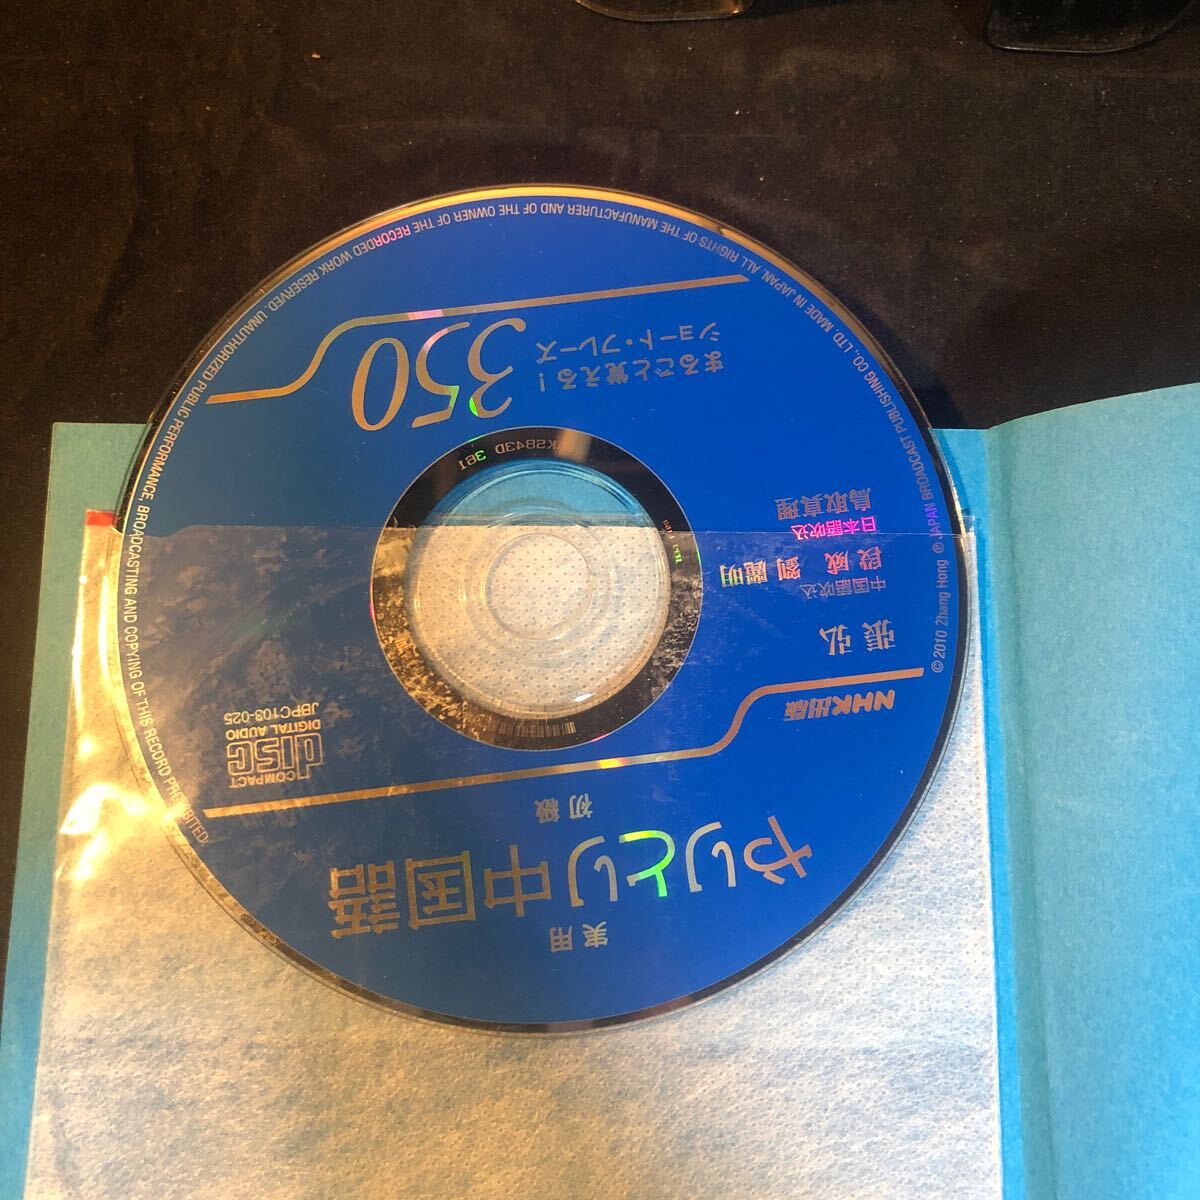 実用
やりとり中国語
初級
COMPACT
disc
DIGITAL AUDIO
JBPC103-025
NHK出版
張 弘
中国語吹込
段 威 劉 麗明
日本語吹込
鳥取真理
まるごと覚える！
ショート・フレーズ
350
KSB43D 361
© 2010 Zhang Hong ℗ JAPAN BROADCAST PUBLISHING CO., LTD. MADE IN JAPAN. ALL RIGHTS OF THE MANUFACTURER AND OF THE OWNER OF THE RECORDED WORK RESERVED. UNAUTHORIZED PUBLIC PERFORMANCE, BROADCASTING AND COPYING OF THIS RECORD PROHIBITED.